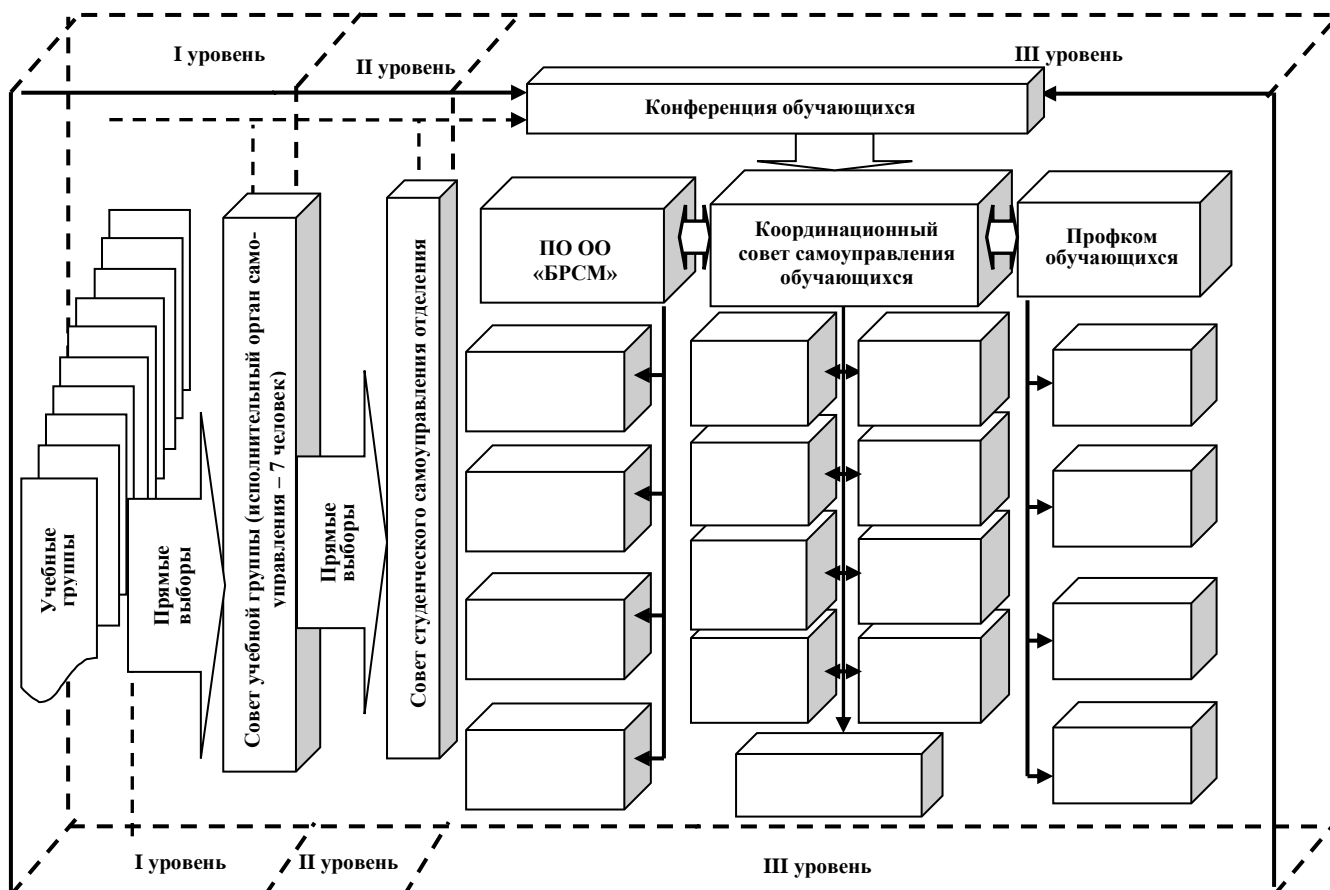 I уровень
II уровень
III уровень
Конференция обучающихся
ПО ОО
«БРСМ»
Координационный
совет самоуправления
обучающихся
Профком
обучающихся
Учебные
группы
Прямые
выборы
Совет учебной группы (исполнительный орган само-
управления – 7 человек)
Прямые
выборы
Совет студенческого самоуправления отделения
I уровень
II уровень
III уровень